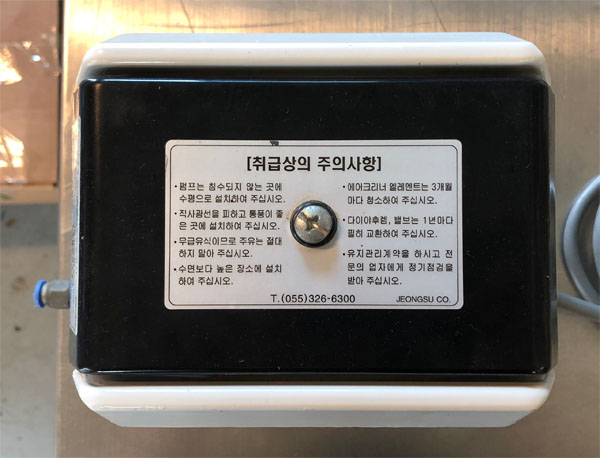 [취급상의 주의사항]
• 펌프는 침수되지 않는 곳에
수평으로 설치하여 주십시오.
• 직사광선을 피하고 통풍이 좋
은 곳에 설치하여 주십시오.
• 무급유식이므로 주유는 절대
하지 말아 주십시오.
• 수면보다 높은 장소에 설치
하여 주십시오.
• 에어크리너 엘레멘트는 3개월
마다 청소하여 주십시오.
• 다이야후렘, 밸브는 1년마다
필히 교환하여 주십시오.
• 유지관리계약을 하시고 전
문의 업자에게 정기점검을
받아 주십시오.
T.(055)326-6300
JEONGSU CO.